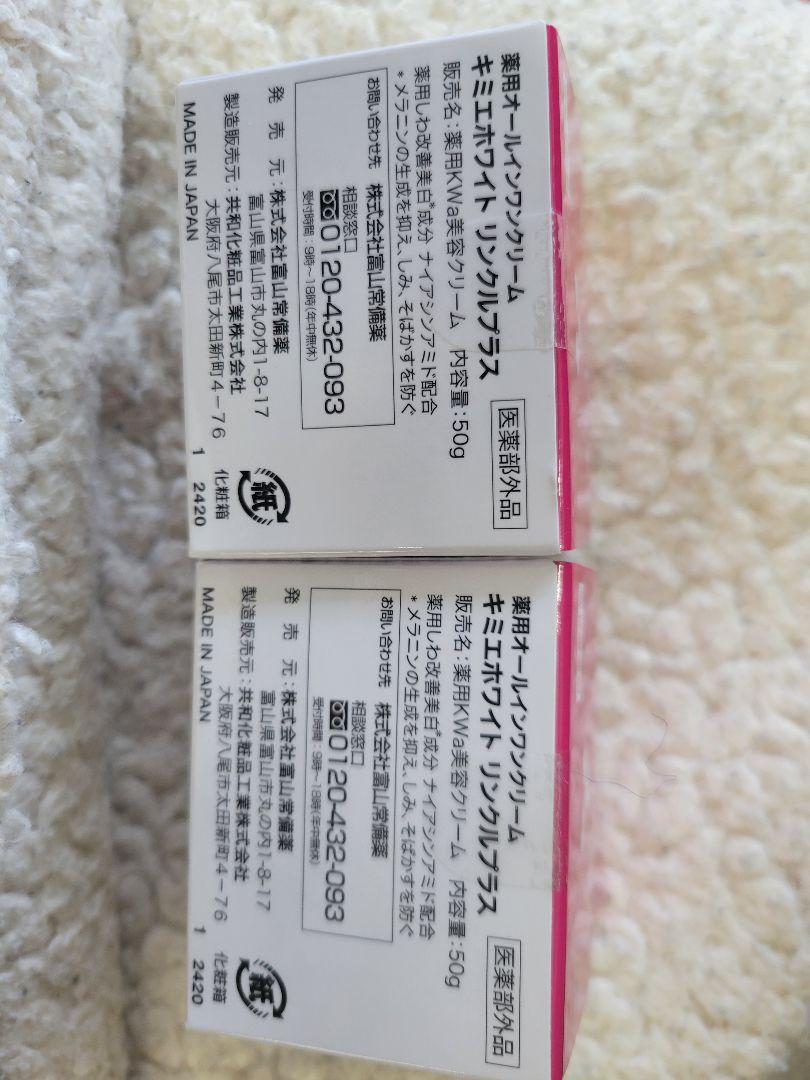 薬用オールインワンクリーム
キミエホワイト リンクルプラス
医薬部外品
販売名:薬用KWa美容クリーム 内容量:50g
薬用しわ改善美白*成分 ナイアシンアミド配合
*メラニンの生成を抑え、しみ、そばかすを防ぐ
お問い合わせ先 株式会社富山常備薬
相談窓口
0120-432-093
受付時間:9時~18時(年中無休)
発売元:株式会社富山常備薬
富山県富山市丸の内1-8-17
製造販売元:共和化粧品工業株式会社
大阪府八尾市太田新町4-76
MADE IN JAPAN
紙
化粧箱
1 2420
薬用オールインワンクリーム
キミエホワイト リンクルプラス
医薬部外品
販売名:薬用KWa美容クリーム 内容量:50g
薬用しわ改善美白*成分 ナイアシンアミド配合
*メラニンの生成を抑え、しみ、そばかすを防ぐ
お問い合わせ先 株式会社富山常備薬
相談窓口
0120-432-093
受付時間:9時~18時(年中無休)
発売元:株式会社富山常備薬
富山県富山市丸の内1-8-17
製造販売元:共和化粧品工業株式会社
大阪府八尾市太田新町4-76
MADE IN JAPAN
紙
化粧箱
1 2420